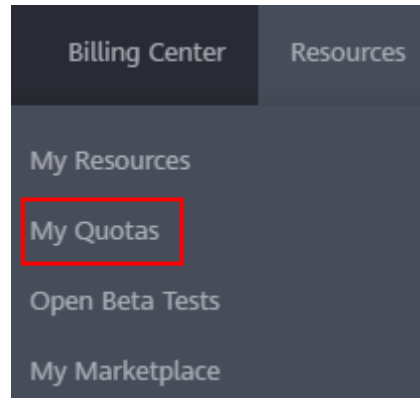 Billing Center Resources
My Resources
My Quotas
Open Beta Tests
My Marketplace